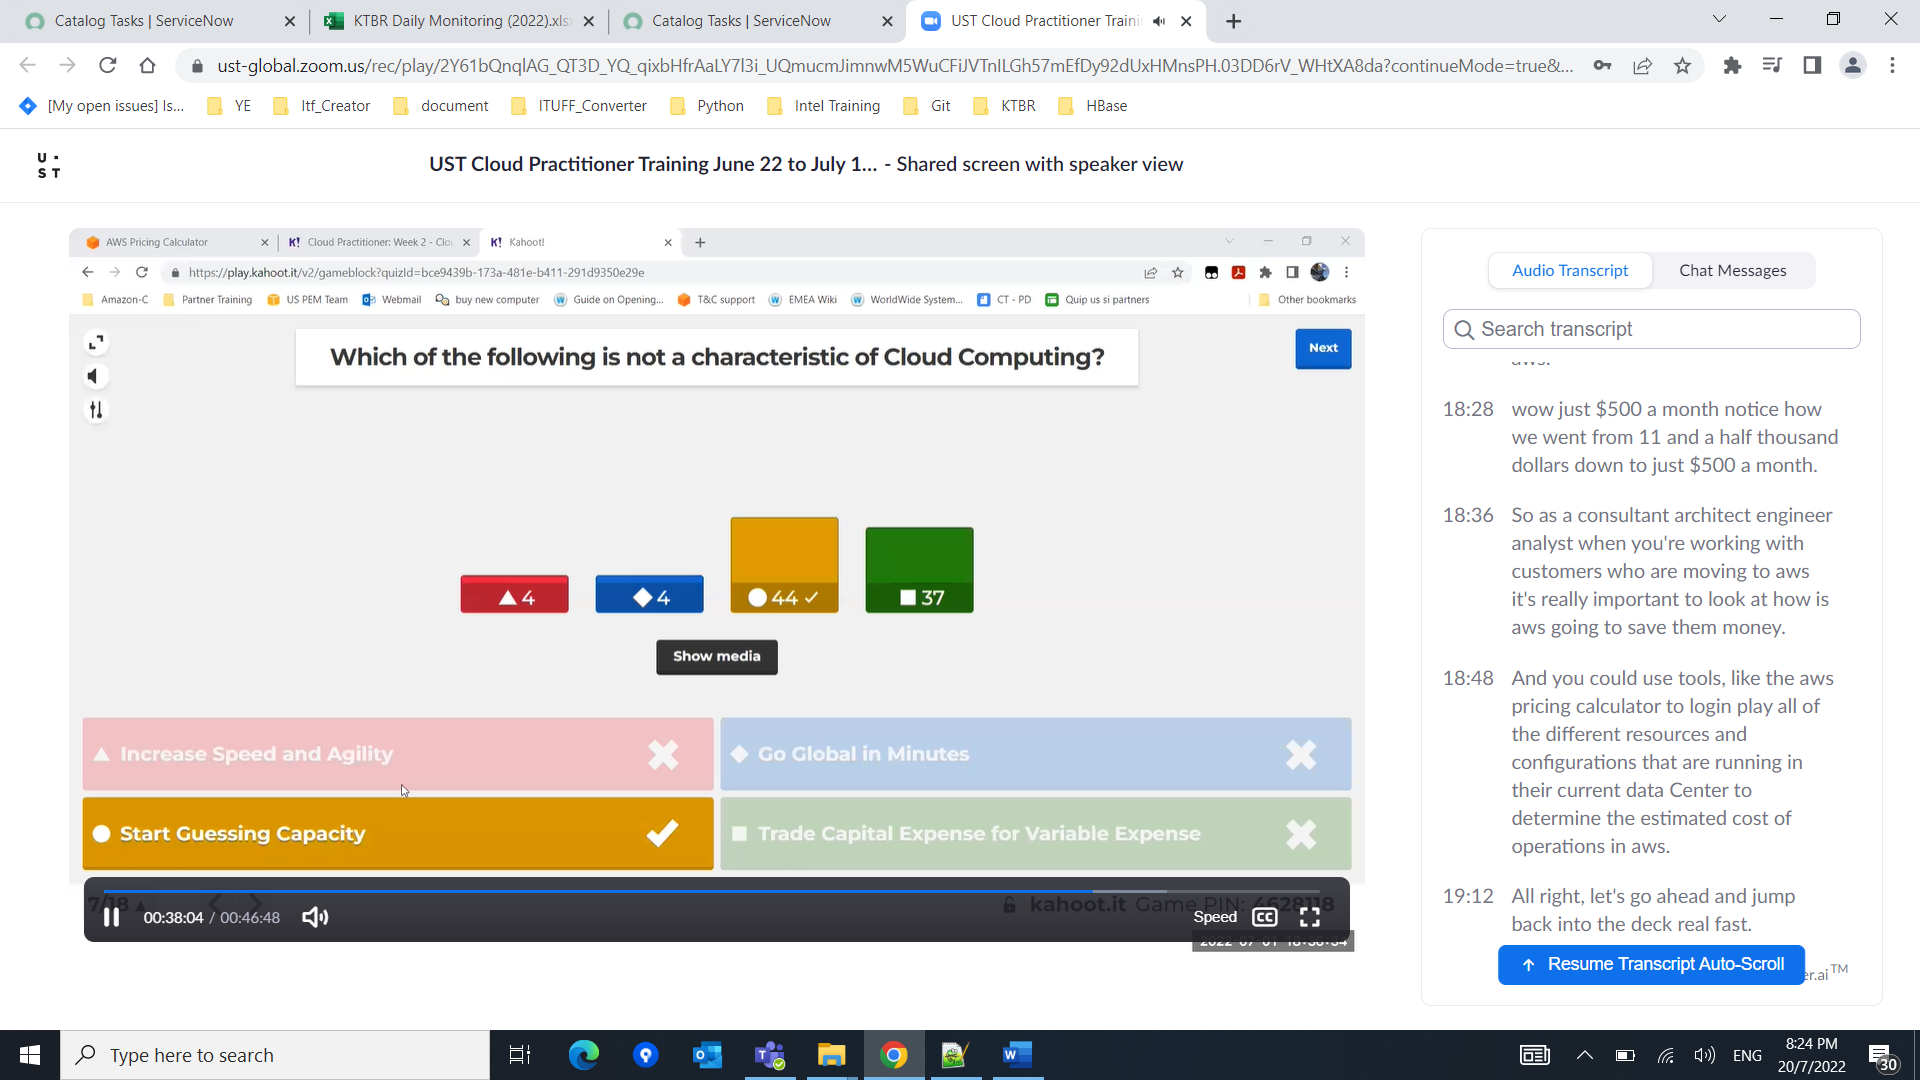 Catalog Tasks | ServiceNow
KTBR Daily Monitoring (2022).xls
Catalog Tasks | ServiceNow
UST Cloud Practitioner Traini
ust-global.zoom.us/rec/play/2Y61bQnqlAG_QT3D_YQ_qixbHfrAaLY7l3i_UQmucmJimnwM5WuCFiJVTnILGh57mEfDy92dUxHMnsPH.03DD6rV_WHtXA8da?continueMode=true&...
[My open issues] Is...
YE
Itf_Creator
document
ITUFF_Converter
Python
Intel Training
Git
KTBR
HBase
U ST
UST Cloud Practitioner Training June 22 to July 1... - Shared screen with speaker view
AWS Pricing Calculator
K! Cloud Practitioner: Week 2 - Clou
K! Kahoot!
https://play.kahoot.it/v2/gameblock?quizId=bce9439b-173a-481e-b411-291d9350e29e
Amazon-C
Partner Training
US PEM Team
Webmail
buy new computer
Guide on Opening...
T&C support
EMEA Wiki
WorldWide System...
CT - PD
Quip us si partners
Other bookmarks
Which of the following is not a characteristic of Cloud Computing?
Next
4
4
44
37
Show media
Increase Speed and Agility
Go Global in Minutes
Start Guessing Capacity
Trade Capital Expense for Variable Expense
7/18
kahoot.it Game PIN: 4628118
00:38:04 / 00:46:48
Speed
CC
Audio Transcript
Chat Messages
Search transcript
aws.
18:28 wow just $500 a month notice how
we went from 11 and a half thousand
dollars down to just $500 a month.
18:36 So as a consultant architect engineer
analyst when you're working with
customers who are moving to aws
it's really important to look at how is
aws going to save them money.
18:48 And you could use tools, like the aws
pricing calculator to login play all of
the different resources and
configurations that are running in
their current data Center to
determine the estimated cost of
operations in aws.
19:12 All right, let's go ahead and jump
back into the deck real fast.
Resume Transcript Auto-Scroll
er.ai™
Type here to search
ENG
8:24 PM
20/7/2022
30